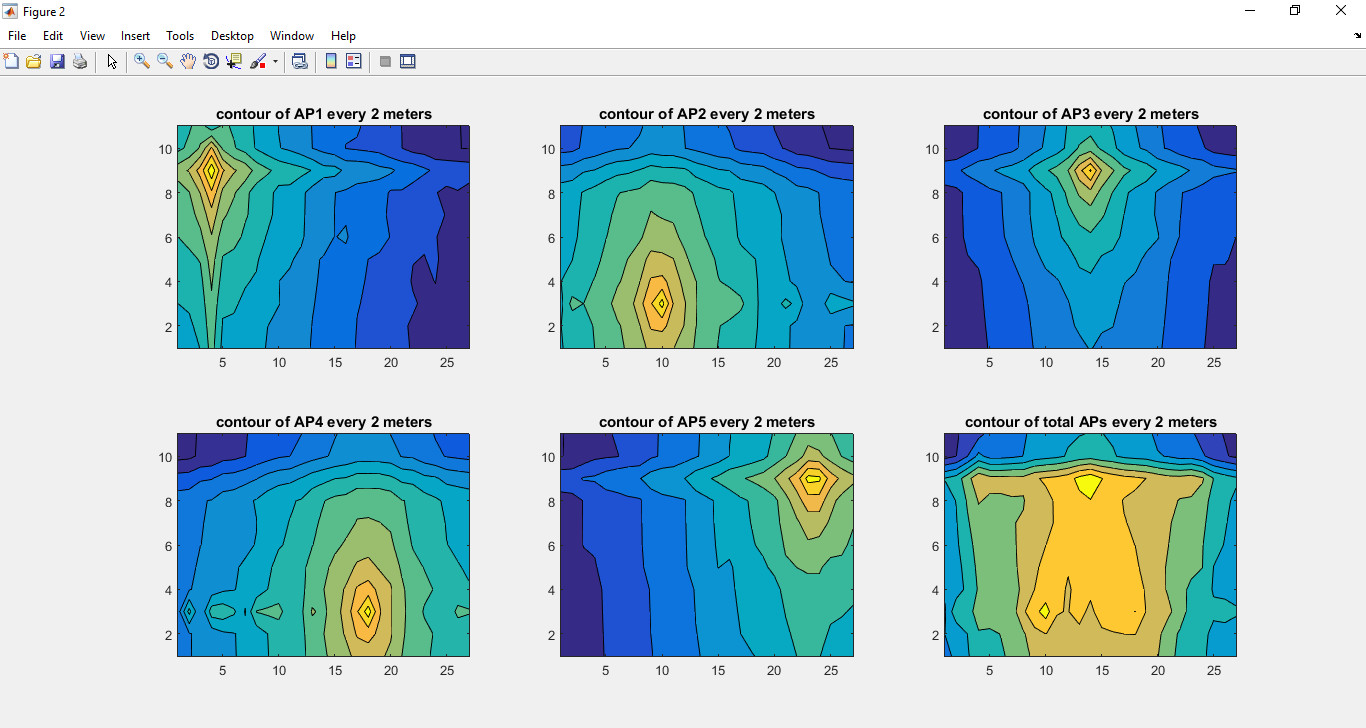 Figure 2
File Edit View Insert Tools Desktop Window Help
contour of AP1 every 2 meters
10
8
6
4
2
5 10 15 20 25
contour of AP2 every 2 meters
10
8
6
4
2
5 10 15 20 25
contour of AP3 every 2 meters
10
8
6
4
2
5 10 15 20 25
contour of AP4 every 2 meters
10
8
6
4
2
5 10 15 20 25
contour of AP5 every 2 meters
10
8
6
4
2
5 10 15 20 25
contour of total APs every 2 meters
10
8
6
4
2
5 10 15 20 25